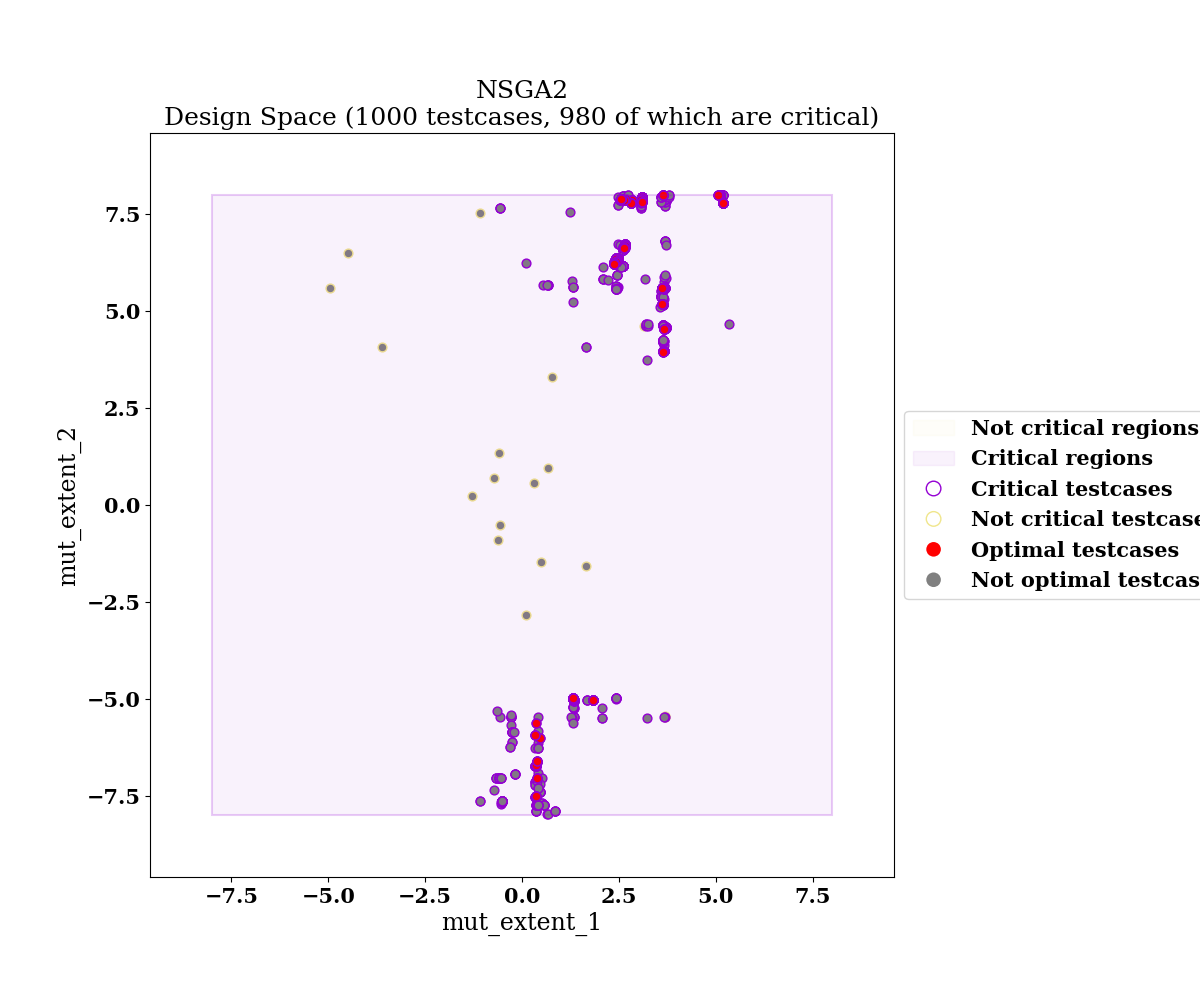 NSGA2
Design Space (1000 testcases, 980 of which are critical)
7.5
5.0
2.5
0.0
−2.5
−5.0
−7.5
mut_extent_2
−7.5
−5.0
−2.5
0.0
2.5
5.0
7.5
mut_extent_1
Not critical regions
Critical regions
Critical testcases
Not critical testcase
Optimal testcases
Not optimal testcas